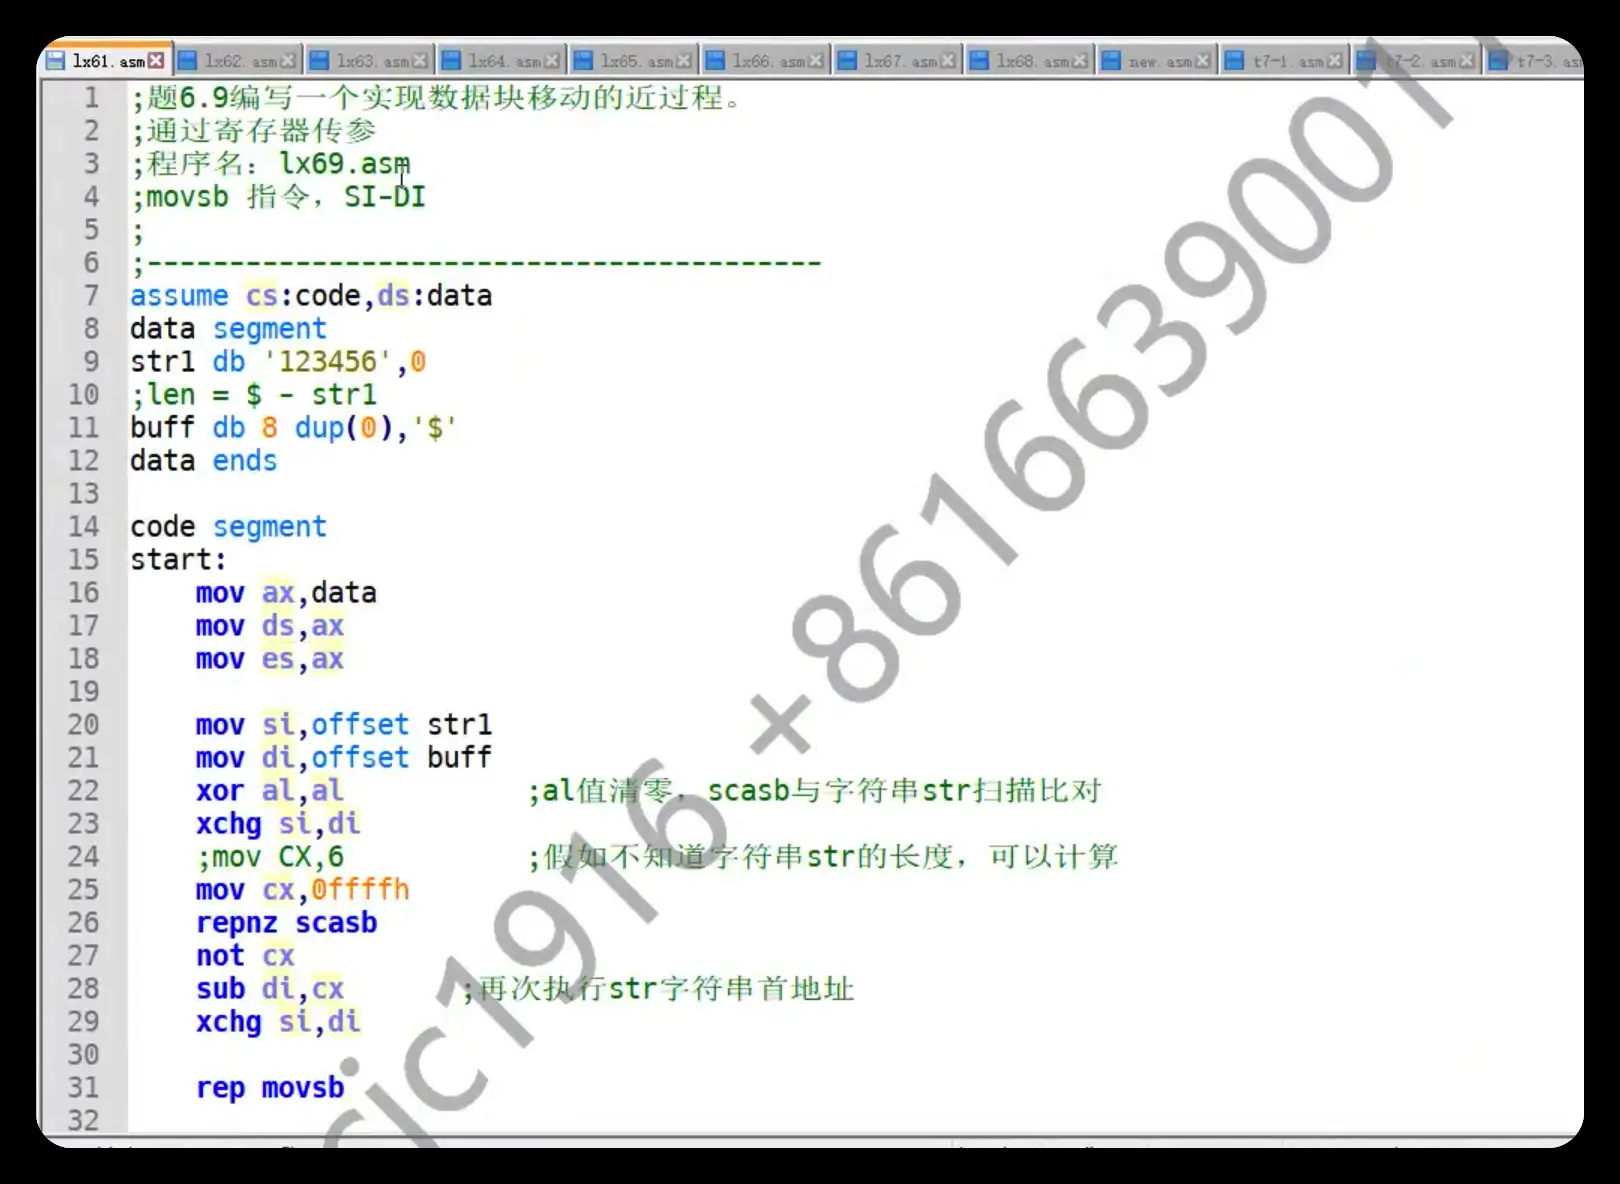 lx61.asm lx62.asm lx63.asm lx64.asm lx65.asm lx66.asm lx67.asm lx68.asm new.asm t7-1.asm t7-2.asm t7-3.asm
1 ;题6.9编写一个实现数据块移动的近过程。
2 ;通过寄存器传参
3 ;程序名：lx69.asm
4 ;movsb 指令，SI-DI
5 ;
6 ;-----------------------------------------
7 assume cs:code,ds:data
8 data segment
9 str1 db '123456',0
10 ;len = $ - str1
11 buff db 8 dup(0),'$'
12 data ends
13
14 code segment
15 start:
16 mov ax,data
17 mov ds,ax
18 mov es,ax
19
20 mov si,offset str1
21 mov di,offset buff
22 xor al,al ;al值清零，scasb与字符串str扫描比对
23 xchg si,di
24 ;mov CX,6 ;假如不知道字符串str的长度，可以计算
25 mov cx,0ffffh
26 repnz scasb
27 not cx
28 sub di,cx ;再次执行str字符串首地址
29 xchg si,di
30
31 rep movsb
32